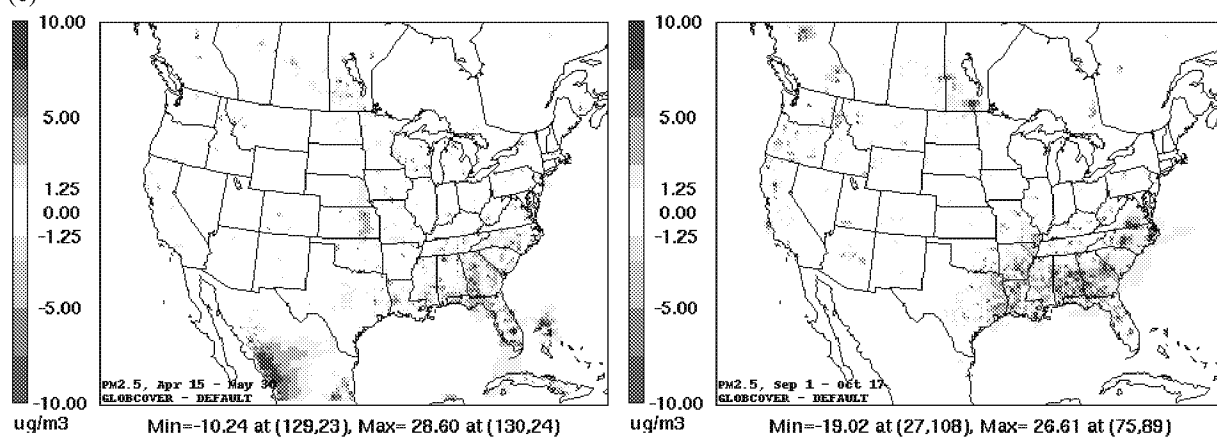 10.00
5.00
1.25
0.00
-1.25
-5.00
-10.00
ug/m3
PM2.5, Apr 15 - May 30
GLOBCOVER - DEFAULT
Min=-10.24 at (129,23), Max= 28.60 at (130,24)
10.00
5.00
1.25
0.00
-1.25
-5.00
-10.00
ug/m3
PM2.5, Sep 1 - Oct 17
GLOBCOVER - DEFAULT
Min=-19.02 at (27,108), Max= 26.61 at (75,89)